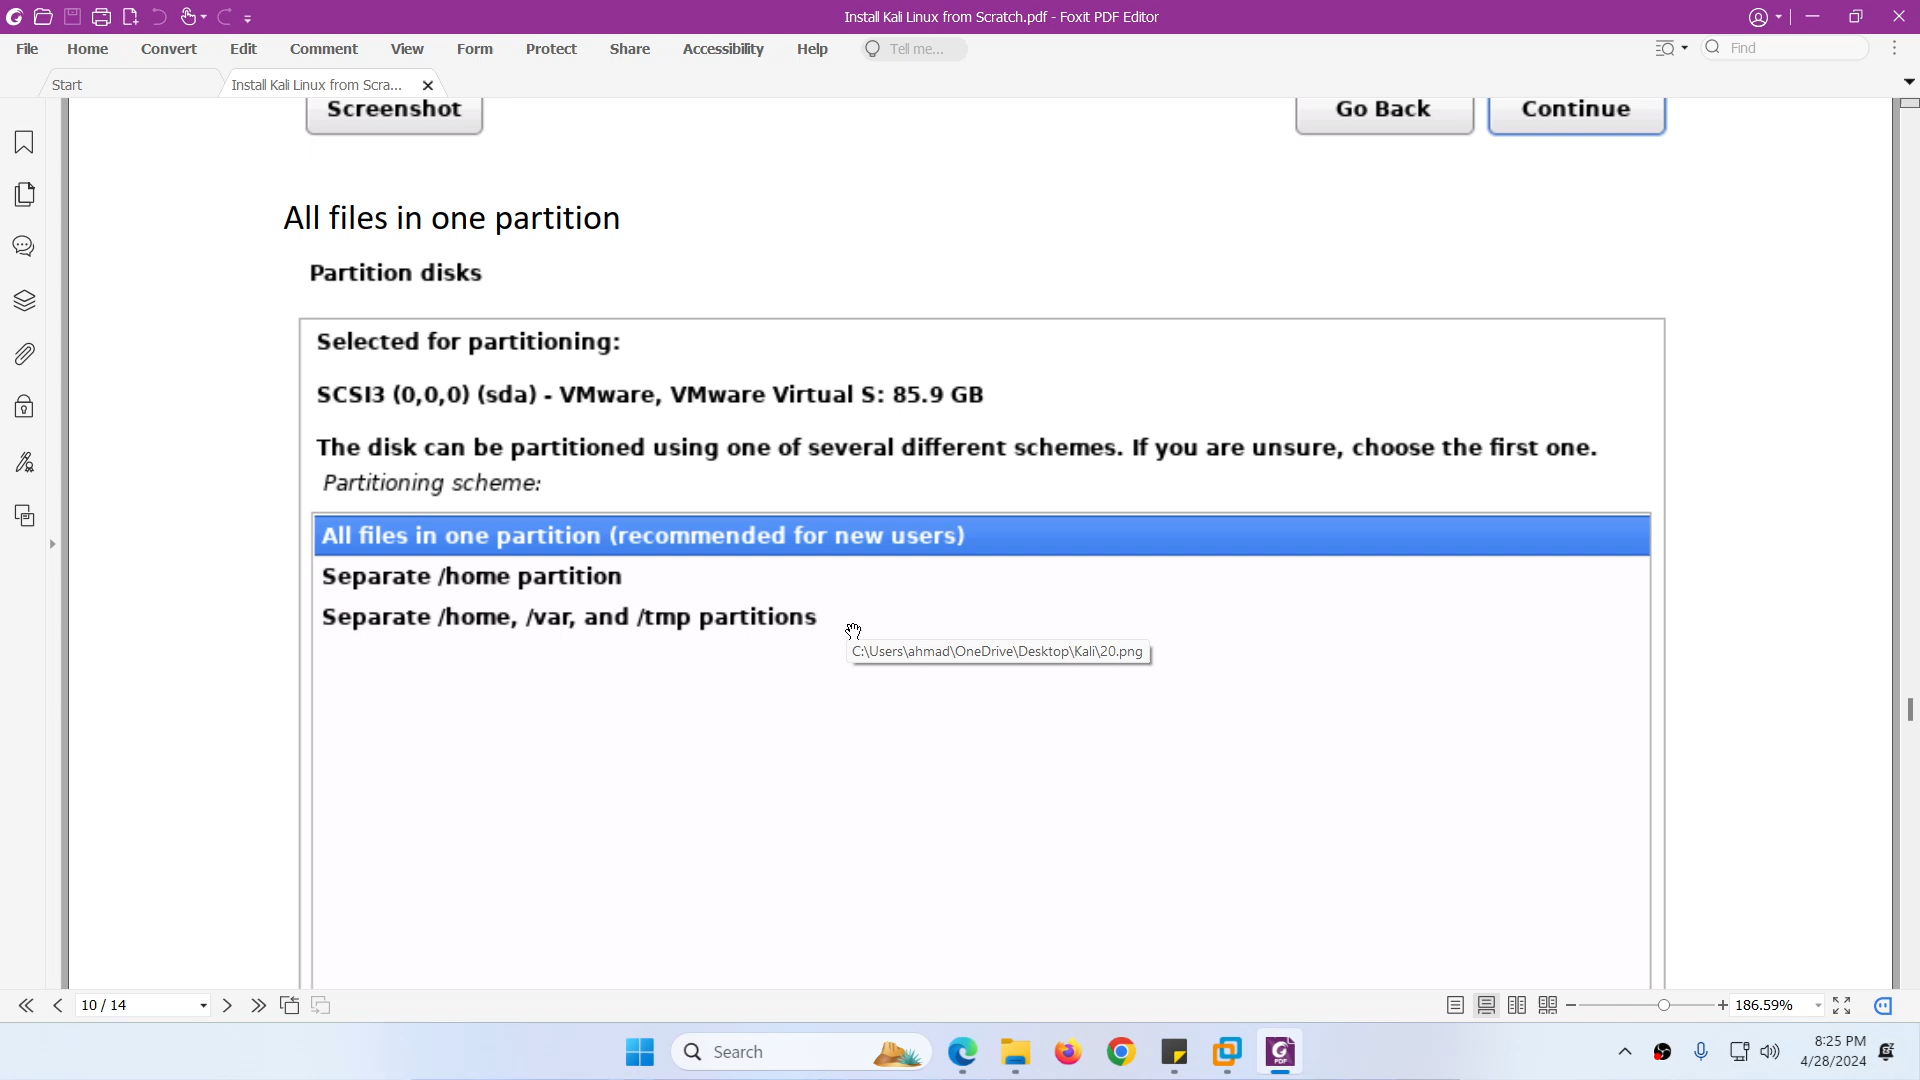 Install Kali Linux from Scratch.pdf - Foxit PDF Editor
File Home Convert Edit Comment View Form Protect Share Accessibility Help Tell me... Find
Start Install Kali Linux from Scra...
Screenshot Go Back Continue
All files in one partition
Partition disks
Selected for partitioning:
SCSI3 (0,0,0) (sda) - VMware, VMware Virtual S: 85.9 GB
The disk can be partitioned using one of several different schemes. If you are unsure, choose the first one.
Partitioning scheme:
All files in one partition (recommended for new users)
Separate /home partition
Separate /home, /var, and /tmp partitions
C:\Users\ahmad\OneDrive\Desktop\Kali\20.png
10 / 14 186.59%
Search
PDF
8:25 PM
4/28/2024